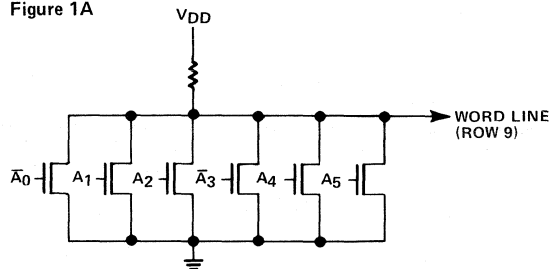 Figure 1A
VDD
WORD LINE
(ROW 9)
A̅0 A1 A2 A̅3 A4 A5